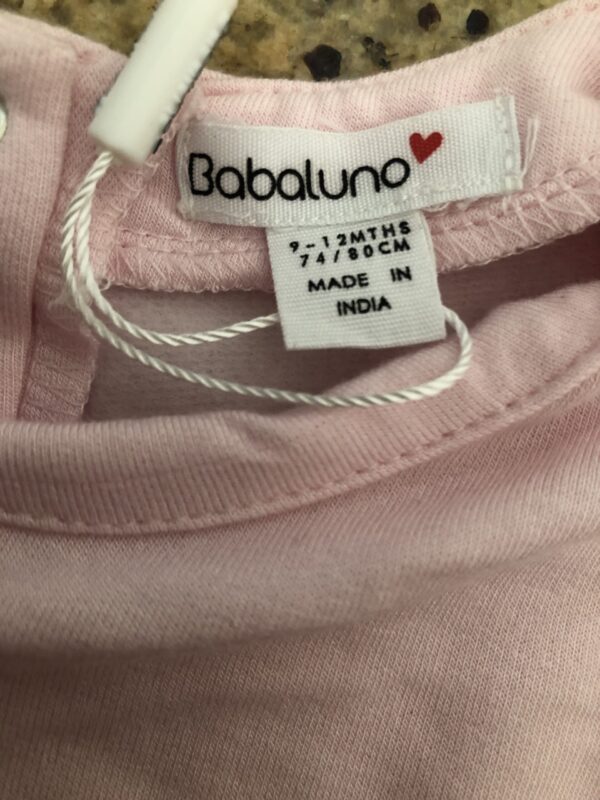 Babaluno
9-12MTHS
74/80CM
MADE IN
INDIA